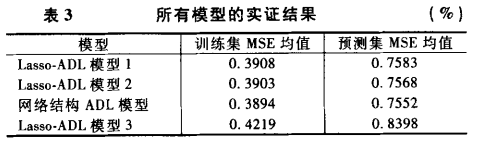 表 3 所有模型的实证结果 (%)
模型 训练集 MSE 均值 预测集 MSE 均值
Lasso-ADL 模型 1 0.3908 0.7583
Lasso-ADL 模型 2 0.3903 0.7568
网络结构 ADL 模型 0.3894 0.7552
Lasso-ADL 模型 3 0.4219 0.8398